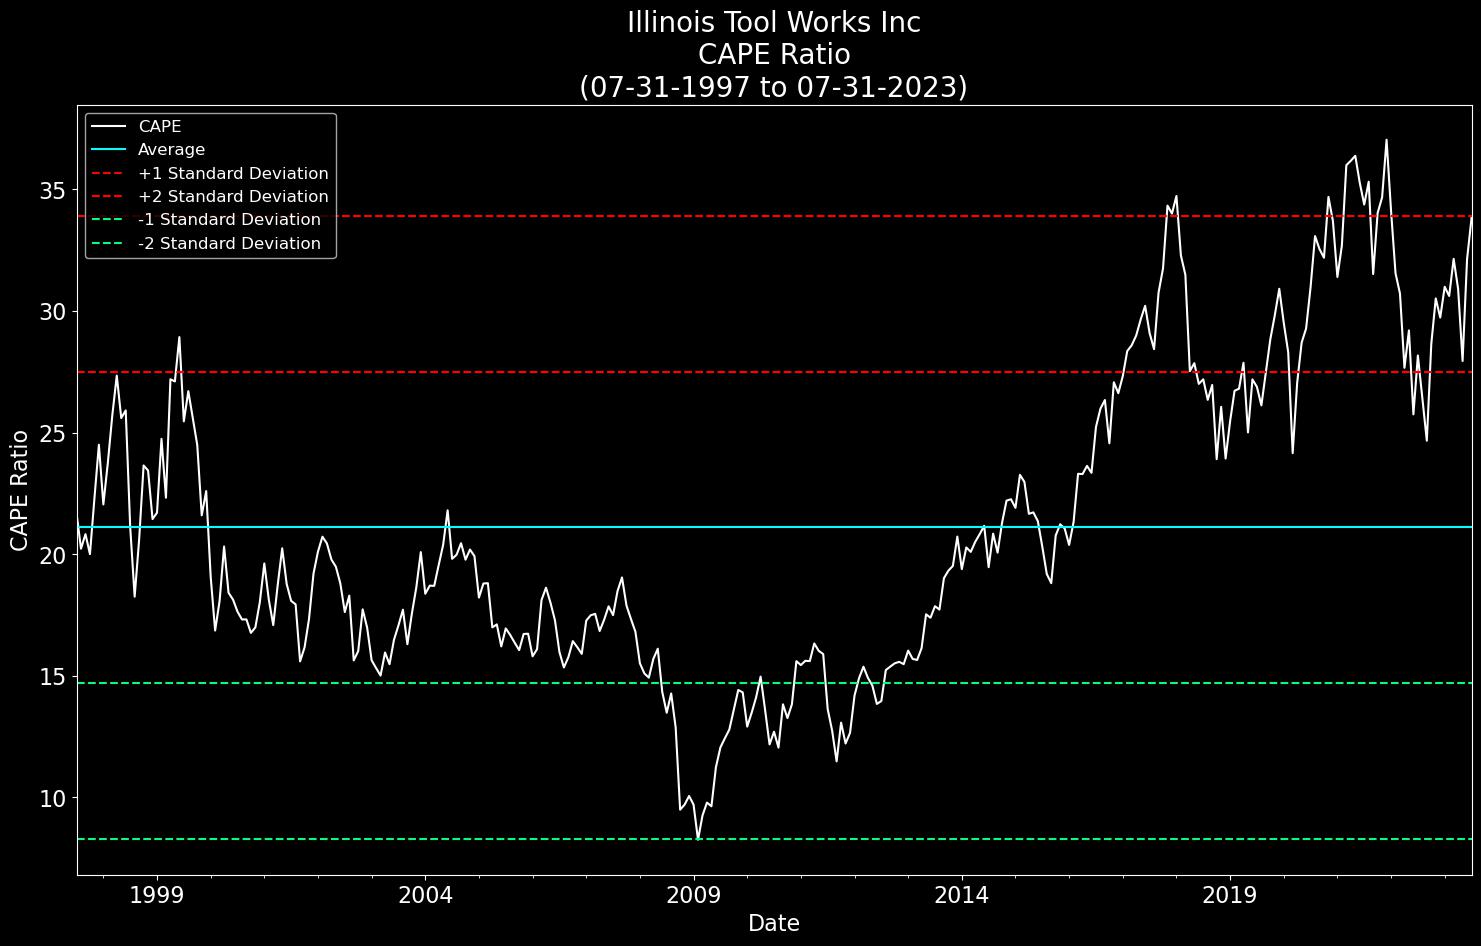 Illinois Tool Works Inc
CAPE Ratio
(07-31-1997 to 07-31-2023)
CAPE
Average
+1 Standard Deviation
+2 Standard Deviation
-1 Standard Deviation
-2 Standard Deviation
35
30
25
20
15
10
CAPE Ratio
1999
2004
2009
2014
2019
Date